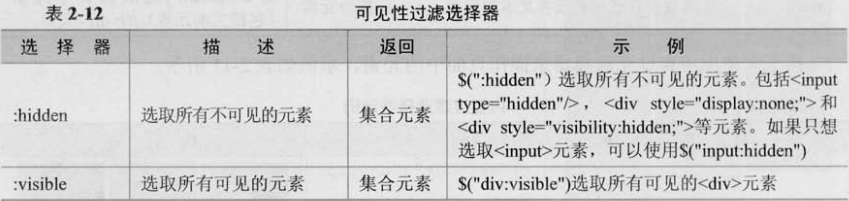 表 2-12 可见性过滤选择器
选 择 器 描 述 返回 示 例
:hidden 选取所有不可见的元素 集合元素 $(":hidden") 选取所有不可见的元素。包括<input
type="hidden"/>，<div style="display:none;">和
<div style="visibility:hidden;">等元素。如果只想
选取<input>元素，可以使用$("input:hidden")
:visible 选取所有可见的元素 集合元素 $("div:visible")选取所有可见的<div>元素